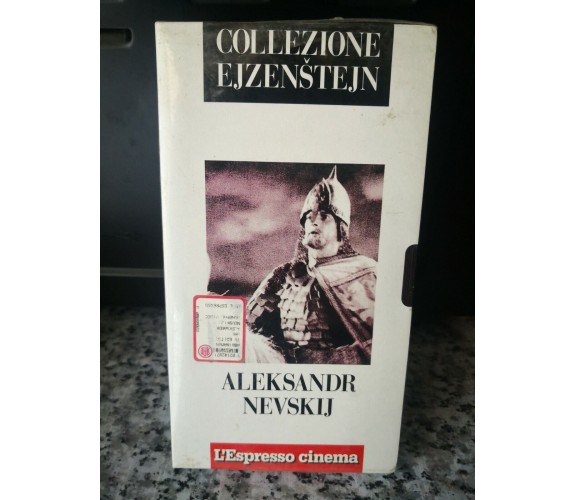 COLLEZIONE
EJZENŠTEJN
ALEKSANDR
NEVSKIJ
L'Espresso cinema